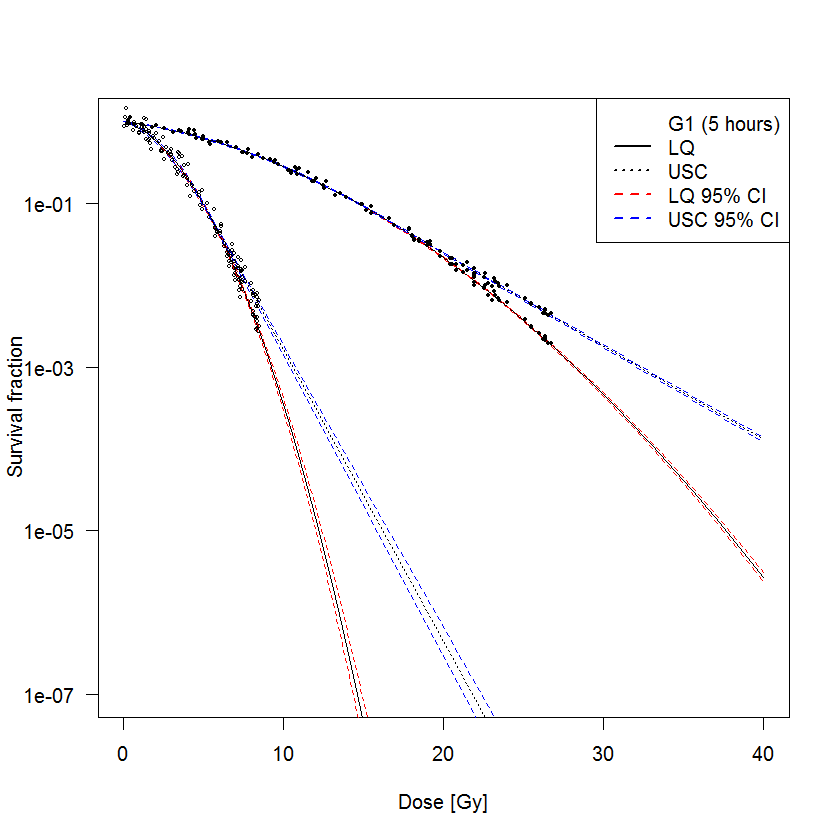 G1 (5 hours)
LQ
USC
LQ 95% CI
USC 95% CI
Survival fraction
1e-01
1e-03
1e-05
1e-07
0 10 20 30 40
Dose [Gy]